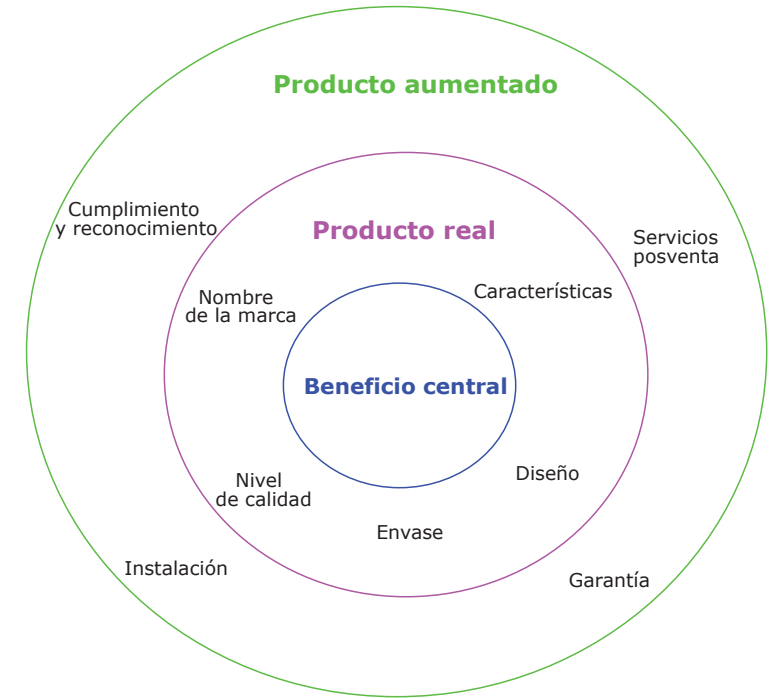 Producto aumentado
Cumplimiento
y reconocimiento
Producto real
Servicios
posventa
Nombre
de la marca
Características
Beneficio central
Nivel
de calidad
Diseño
Envase
Instalación
Garantía